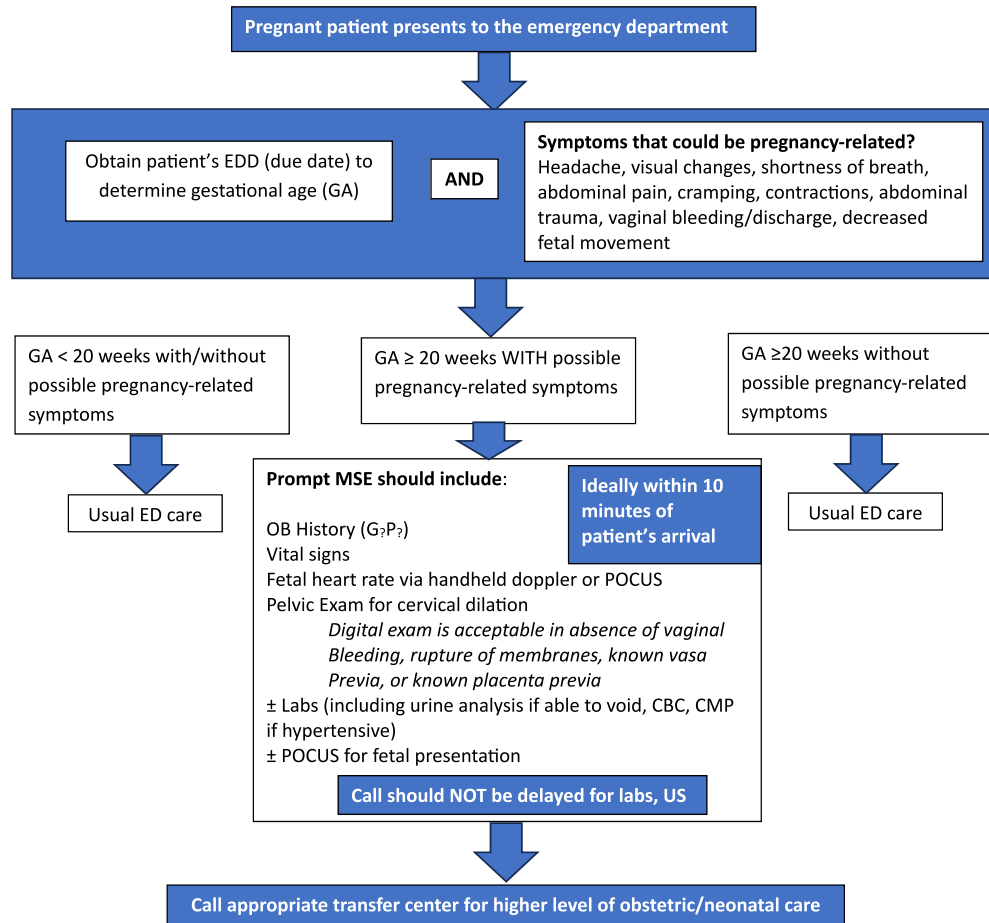 Pregnant patient presents to the emergency department
Obtain patient's EDD (due date) to
determine gestational age (GA)
AND
Symptoms that could be pregnancy-related?
Headache, visual changes, shortness of breath,
abdominal pain, cramping, contractions, abdominal
trauma, vaginal bleeding/discharge, decreased
fetal movement
GA < 20 weeks with/without
possible pregnancy-related
symptoms
GA ≥ 20 weeks WITH possible
pregnancy-related symptoms
GA ≥20 weeks without
possible pregnancy-related
symptoms
Usual ED care
Prompt MSE should include:
Ideally within 10
minutes of
patient's arrival
Usual ED care
OB History (G?P?)
Vital signs
Fetal heart rate via handheld doppler or POCUS
Pelvic Exam for cervical dilation
Digital exam is acceptable in absence of vaginal
Bleeding, rupture of membranes, known vasa
Previa, or known placenta previa
± Labs (including urine analysis if able to void, CBC, CMP
if hypertensive)
± POCUS for fetal presentation
Call should NOT be delayed for labs, US
Call appropriate transfer center for higher level of obstetric/neonatal care